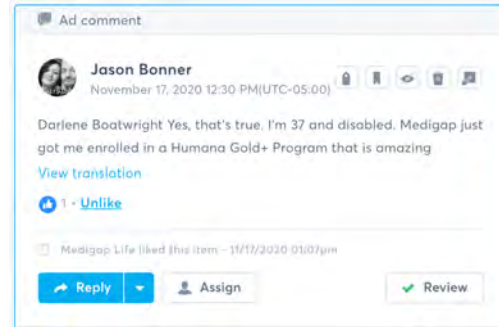 Ad comment
Jason Bonner
November 17, 2020 12:30 PM(UTC-05:00)
Darlene Boatwright Yes, that's true. I'm 37 and disabled. Medigap just
got me enrolled in a Humana Gold+ Program that is amazing
View translation
1 · Unlike
Medigap Life liked this item - 11/17/2020 01:07pm
Reply
Assign
Review